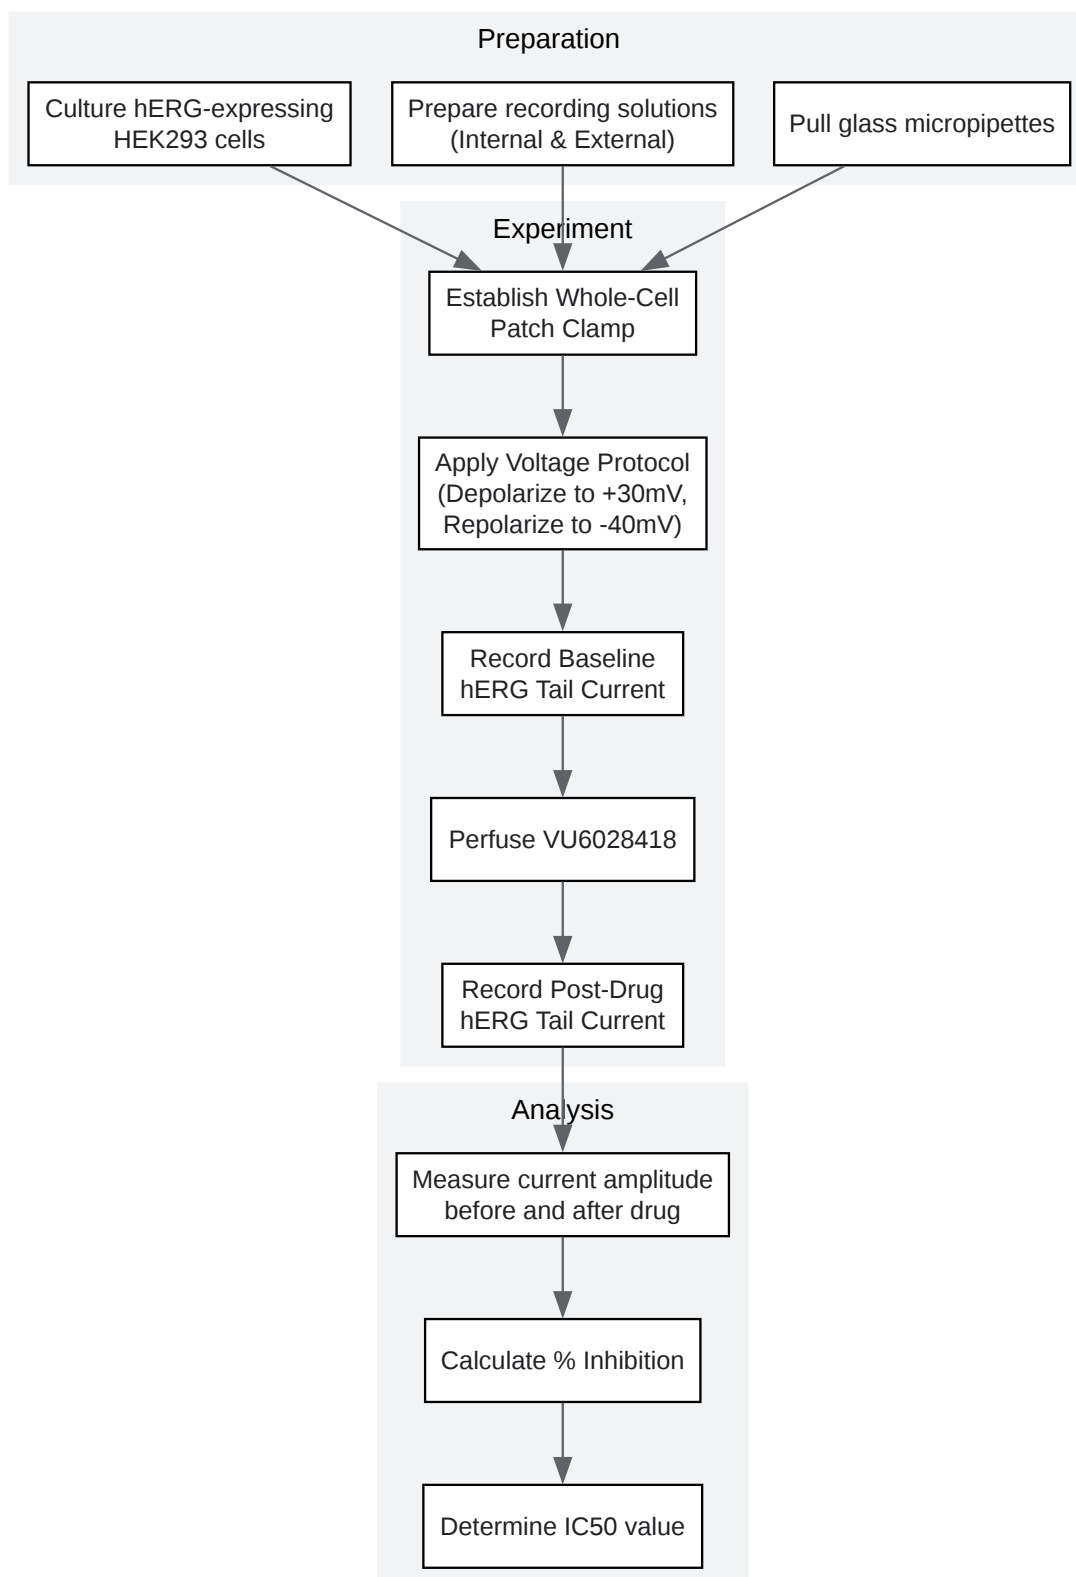 Preparation
Culture hERG-expressing
HEK293 cells
Prepare recording solutions
(Internal & External)
Pull glass micropipettes
Experiment
Establish Whole-Cell
Patch Clamp
Apply Voltage Protocol
(Depolarize to +30mV,
Repolarize to -40mV)
Record Baseline
hERG Tail Current
Perfuse VU6028418
Record Post-Drug
hERG Tail Current
Analysis
Measure current amplitude
before and after drug
Calculate % Inhibition
Determine IC50 value